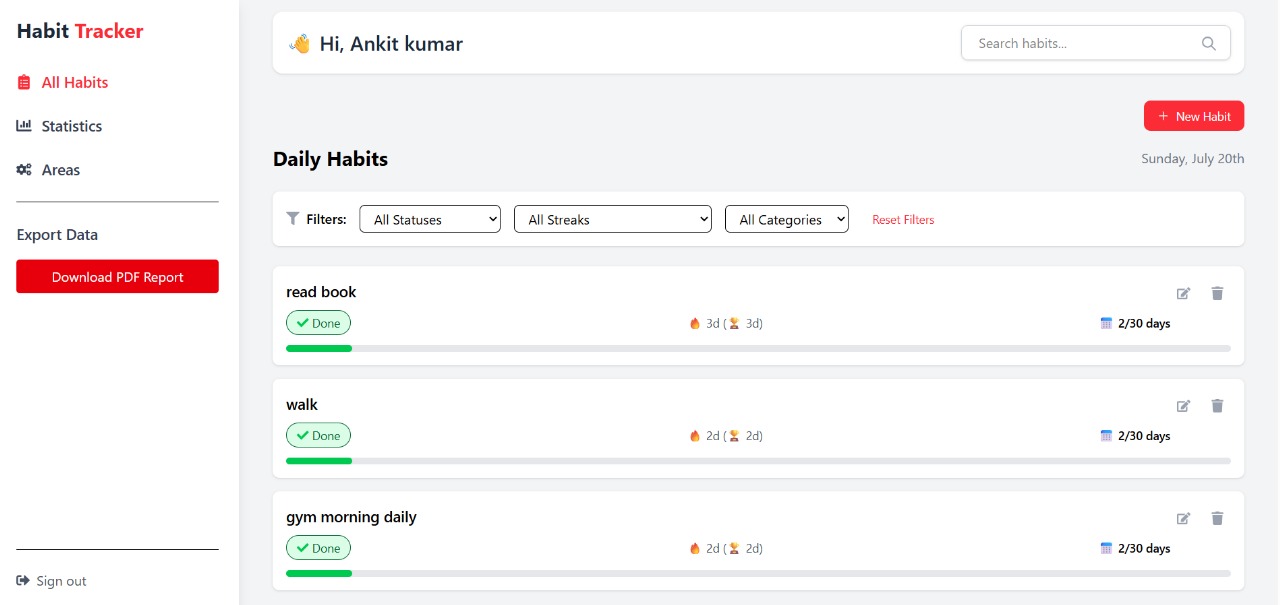 Habit Tracker
All Habits
Statistics
Areas
Export Data
Download PDF Report
Sign out
👋 Hi, Ankit kumar
Search habits...
+ New Habit
Daily Habits
Sunday, July 20th
Filters: All Statuses All Streaks All Categories Reset Filters
read book
✔ Done 🔥 3d (🏆 3d) 📅 2/30 days
walk
✔ Done 🔥 2d (🏆 2d) 📅 2/30 days
gym morning daily
✔ Done 🔥 2d (🏆 2d) 📅 2/30 days